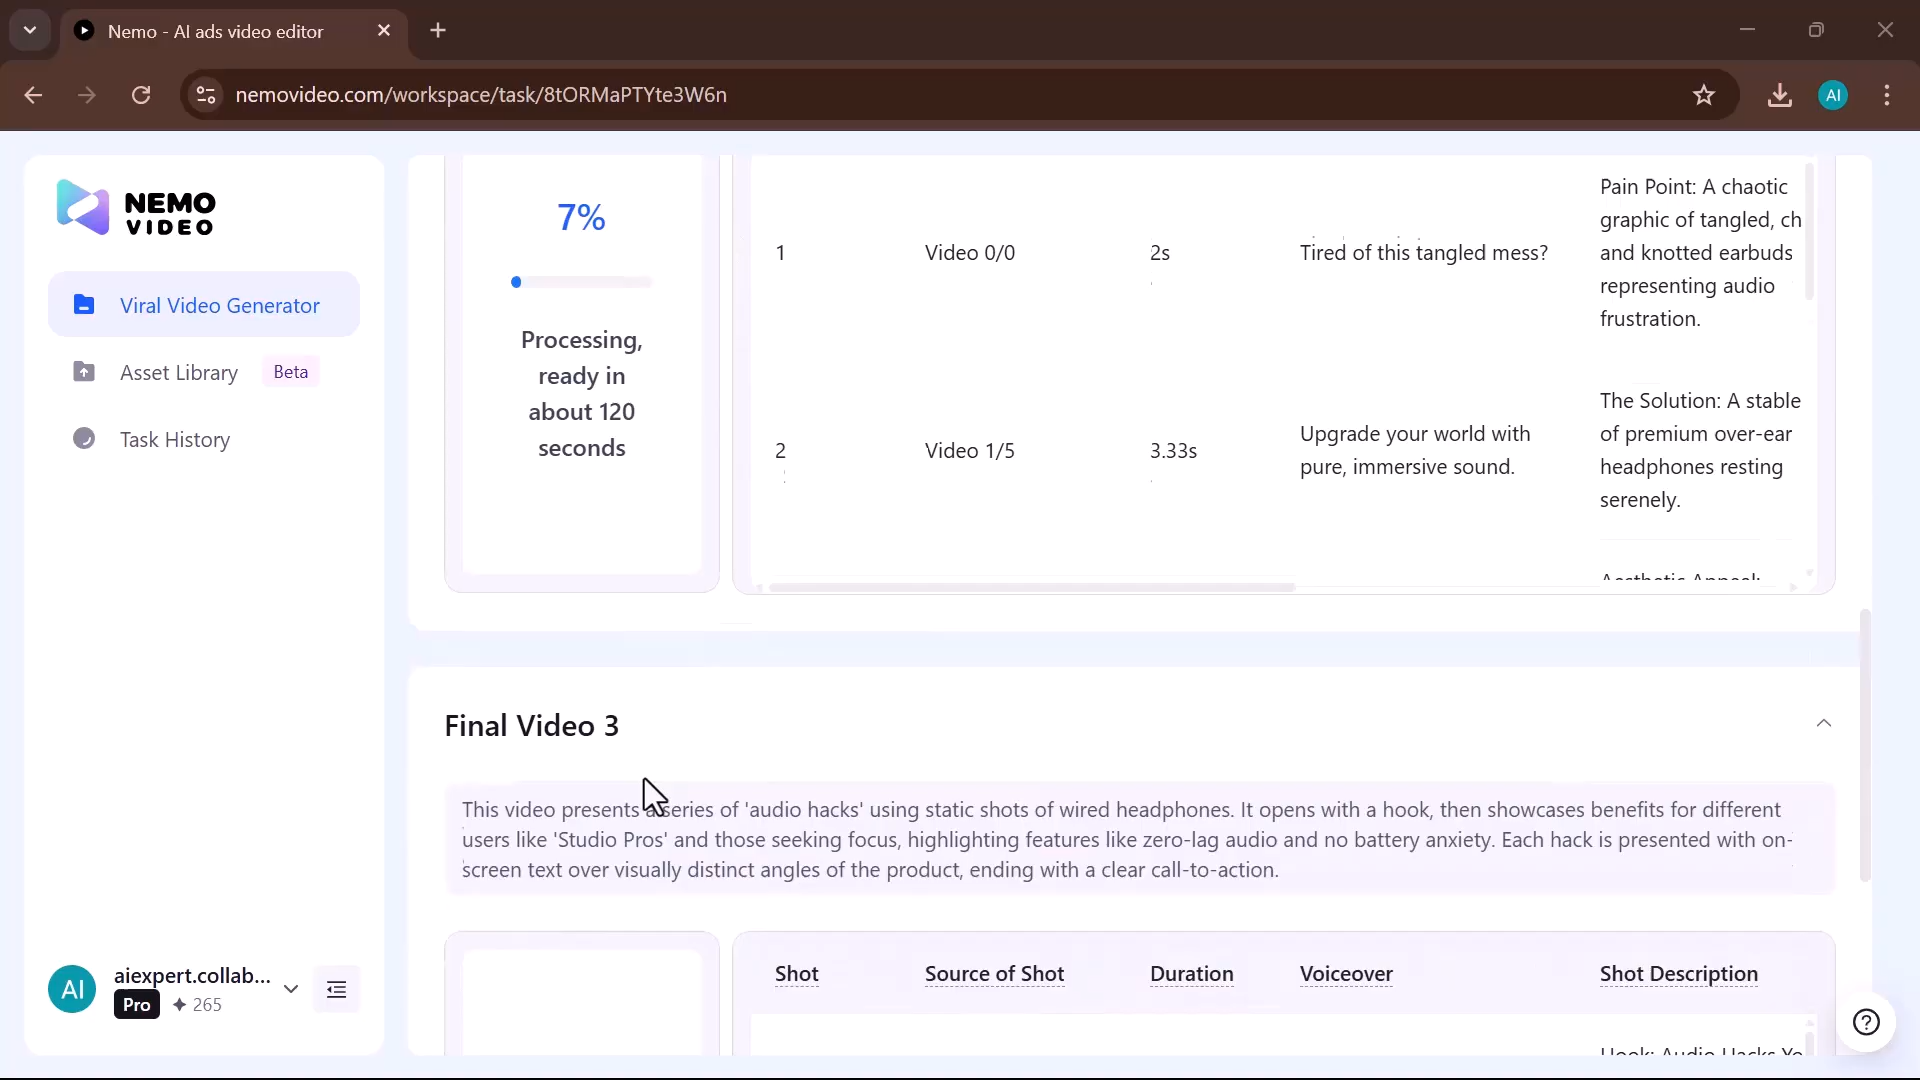 Nemo - AI ads video editor
nemovideo.com/workspace/task/8tORMaPTYte3W6n
AI
NEMO
VIDEO
Viral Video Generator
Asset Library Beta
Task History
7%
Processing,
ready in
about 120
seconds
1 Video 0/0 2s Tired of this tangled mess?
Pain Point: A chaotic
graphic of tangled, ch
and knotted earbuds
representing audio
frustration.
2 Video 1/5 3.33s
Upgrade your world with
pure, immersive sound.
The Solution: A stable
of premium over-ear
headphones resting
serenely.
Final Video 3
This video presents a series of 'audio hacks' using static shots of wired headphones. It opens with a hook, then showcases benefits for different
users like 'Studio Pros' and those seeking focus, highlighting features like zero-lag audio and no battery anxiety. Each hack is presented with on-
screen text over visually distinct angles of the product, ending with a clear call-to-action.
Shot Source of Shot Duration Voiceover Shot Description
Hook: Audio Hacks Yo
AI
aiexpert.collab...
Pro 265